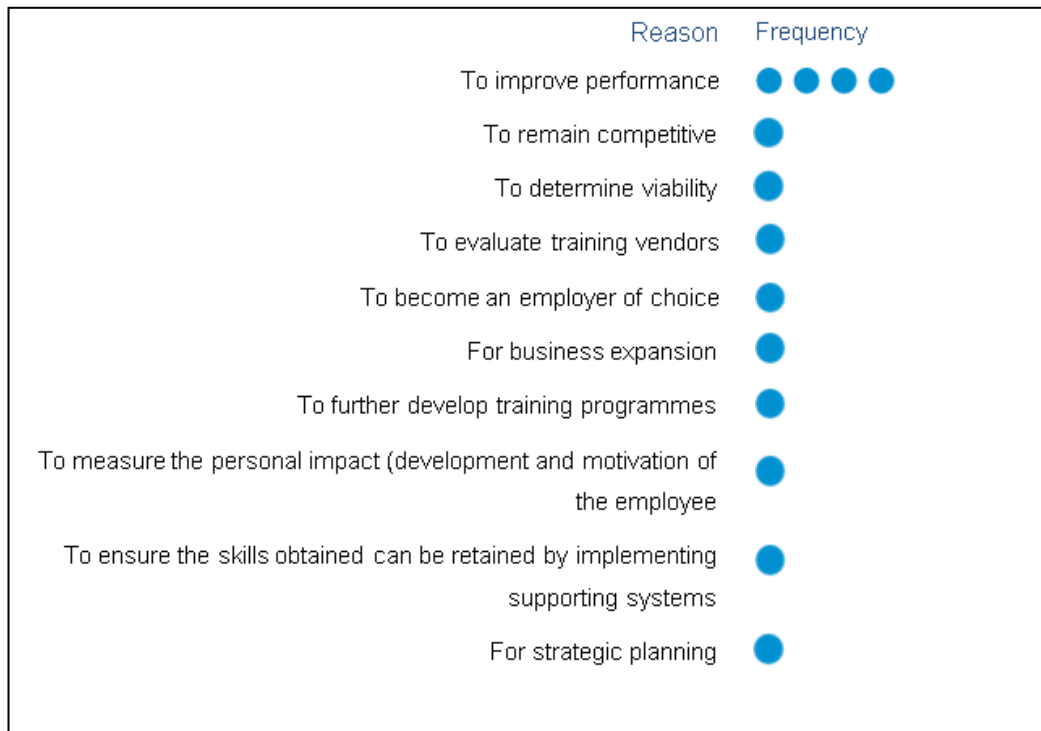 Reason Frequency
To improve performance
To remain competitive
To determine viability
To evaluate training vendors
To become an employer of choice
For business expansion
To further develop training programmes
To measure the personal impact (development and motivation of
the employee
To ensure the skills obtained can be retained by implementing
supporting systems
For strategic planning